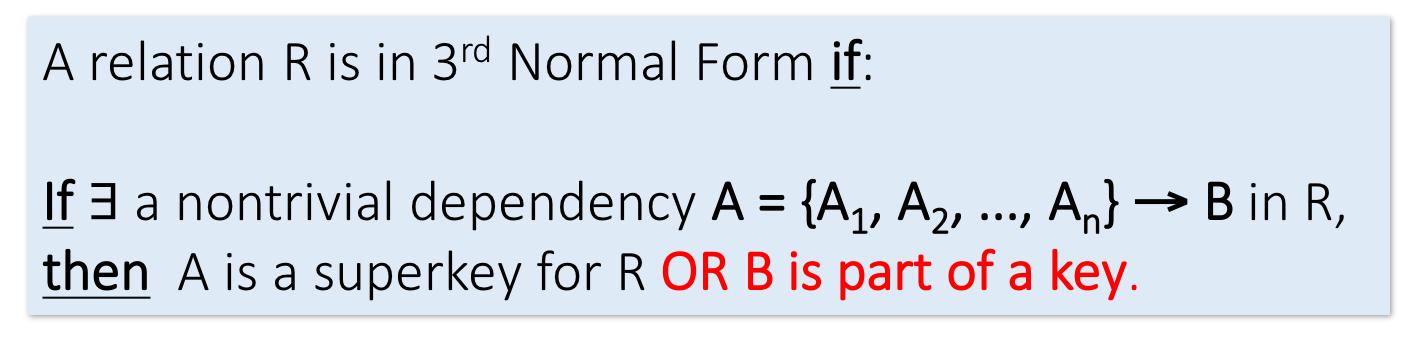 A relation R is in 3rd Normal Form if:
If ∃ a nontrivial dependency A = {A1, A2, ..., An} → B in R,
then A is a superkey for R OR B is part of a key.